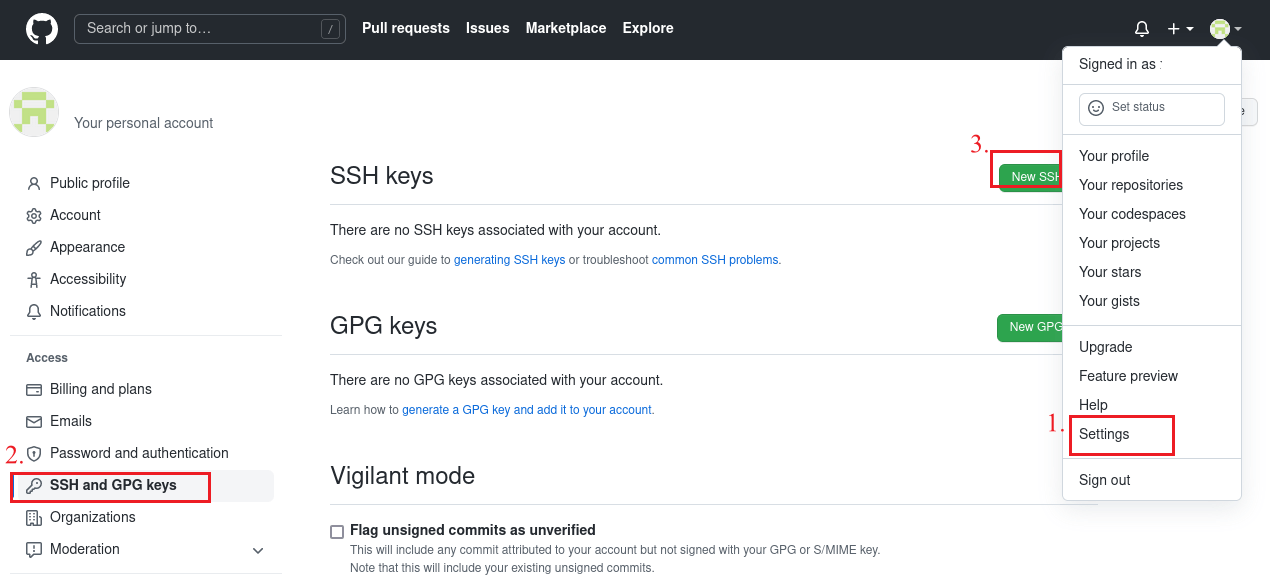 Search or jump to…
/
Pull requests
Issues
Marketplace
Explore
Signed in as
Set status
Your personal account
3.
SSH keys
New SSH
Your profile
Public profile
Your repositories
Account
Your codespaces
There are no SSH keys associated with your account.
Appearance
Your projects
Check out our guide to generating SSH keys or troubleshoot common SSH problems.
Accessibility
Your stars
Notifications
Your gists
GPG keys
New GPG
Upgrade
Access
Feature preview
There are no GPG keys associated with your account.
Billing and plans
Help
Learn how to generate a GPG key and add it to your account.
Emails
1.
Settings
2.
Password and authentication
Vigilant mode
Sign out
SSH and GPG keys
Organizations
Flag unsigned commits as unverified
Moderation
This will include any commit attributed to your account but not signed with your GPG or S/MIME key.
Note that this will include your existing unsigned commits.